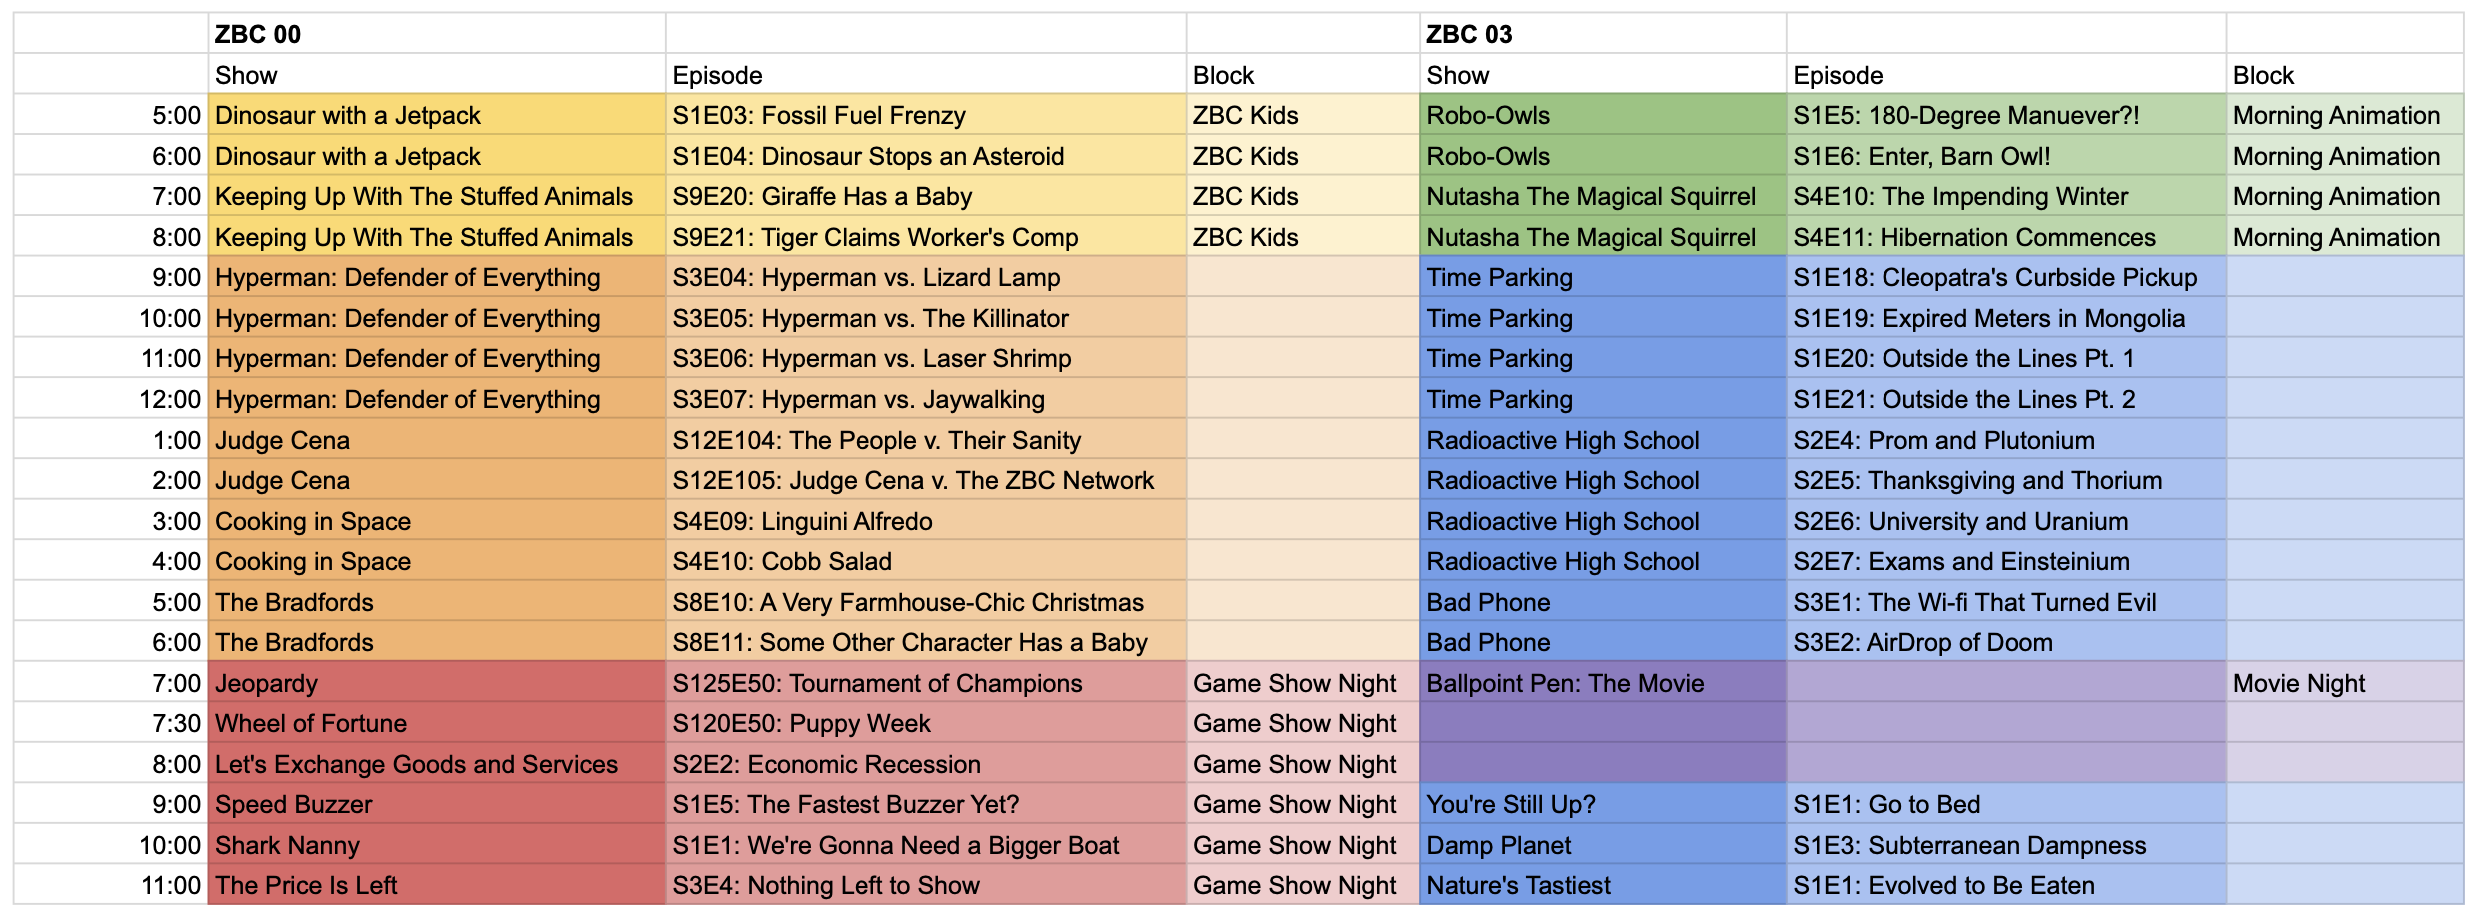 ZBC 00 ZBC 03
Show Episode Block Show Episode Block
5:00 Dinosaur with a Jetpack S1E03: Fossil Fuel Frenzy ZBC Kids Robo-Owls S1E5: 180-Degree Manuever?! Morning Animation
6:00 Dinosaur with a Jetpack S1E04: Dinosaur Stops an Asteroid ZBC Kids Robo-Owls S1E6: Enter, Barn Owl! Morning Animation
7:00 Keeping Up With The Stuffed Animals S9E20: Giraffe Has a Baby ZBC Kids Nutasha The Magical Squirrel S4E10: The Impending Winter Morning Animation
8:00 Keeping Up With The Stuffed Animals S9E21: Tiger Claims Worker's Comp ZBC Kids Nutasha The Magical Squirrel S4E11: Hibernation Commences Morning Animation
9:00 Hyperman: Defender of Everything S3E04: Hyperman vs. Lizard Lamp Time Parking S1E18: Cleopatra's Curbside Pickup
10:00 Hyperman: Defender of Everything S3E05: Hyperman vs. The Killinator Time Parking S1E19: Expired Meters in Mongolia
11:00 Hyperman: Defender of Everything S3E06: Hyperman vs. Laser Shrimp Time Parking S1E20: Outside the Lines Pt. 1
12:00 Hyperman: Defender of Everything S3E07: Hyperman vs. Jaywalking Time Parking S1E21: Outside the Lines Pt. 2
1:00 Judge Cena S12E104: The People v. Their Sanity Radioactive High School S2E4: Prom and Plutonium
2:00 Judge Cena S12E105: Judge Cena v. The ZBC Network Radioactive High School S2E5: Thanksgiving and Thorium
3:00 Cooking in Space S4E09: Linguini Alfredo Radioactive High School S2E6: University and Uranium
4:00 Cooking in Space S4E10: Cobb Salad Radioactive High School S2E7: Exams and Einsteinium
5:00 The Bradfords S8E10: A Very Farmhouse-Chic Christmas Bad Phone S3E1: The Wi-fi That Turned Evil
6:00 The Bradfords S8E11: Some Other Character Has a Baby Bad Phone S3E2: AirDrop of Doom
7:00 Jeopardy S125E50: Tournament of Champions Game Show Night Ballpoint Pen: The Movie Movie Night
7:30 Wheel of Fortune S120E50: Puppy Week Game Show Night
8:00 Let's Exchange Goods and Services S2E2: Economic Recession Game Show Night
9:00 Speed Buzzer S1E5: The Fastest Buzzer Yet? Game Show Night You're Still Up? S1E1: Go to Bed
10:00 Shark Nanny S1E1: We're Gonna Need a Bigger Boat Game Show Night Damp Planet S1E3: Subterranean Dampness
11:00 The Price Is Left S3E4: Nothing Left to Show Game Show Night Nature's Tastiest S1E1: Evolved to Be Eaten